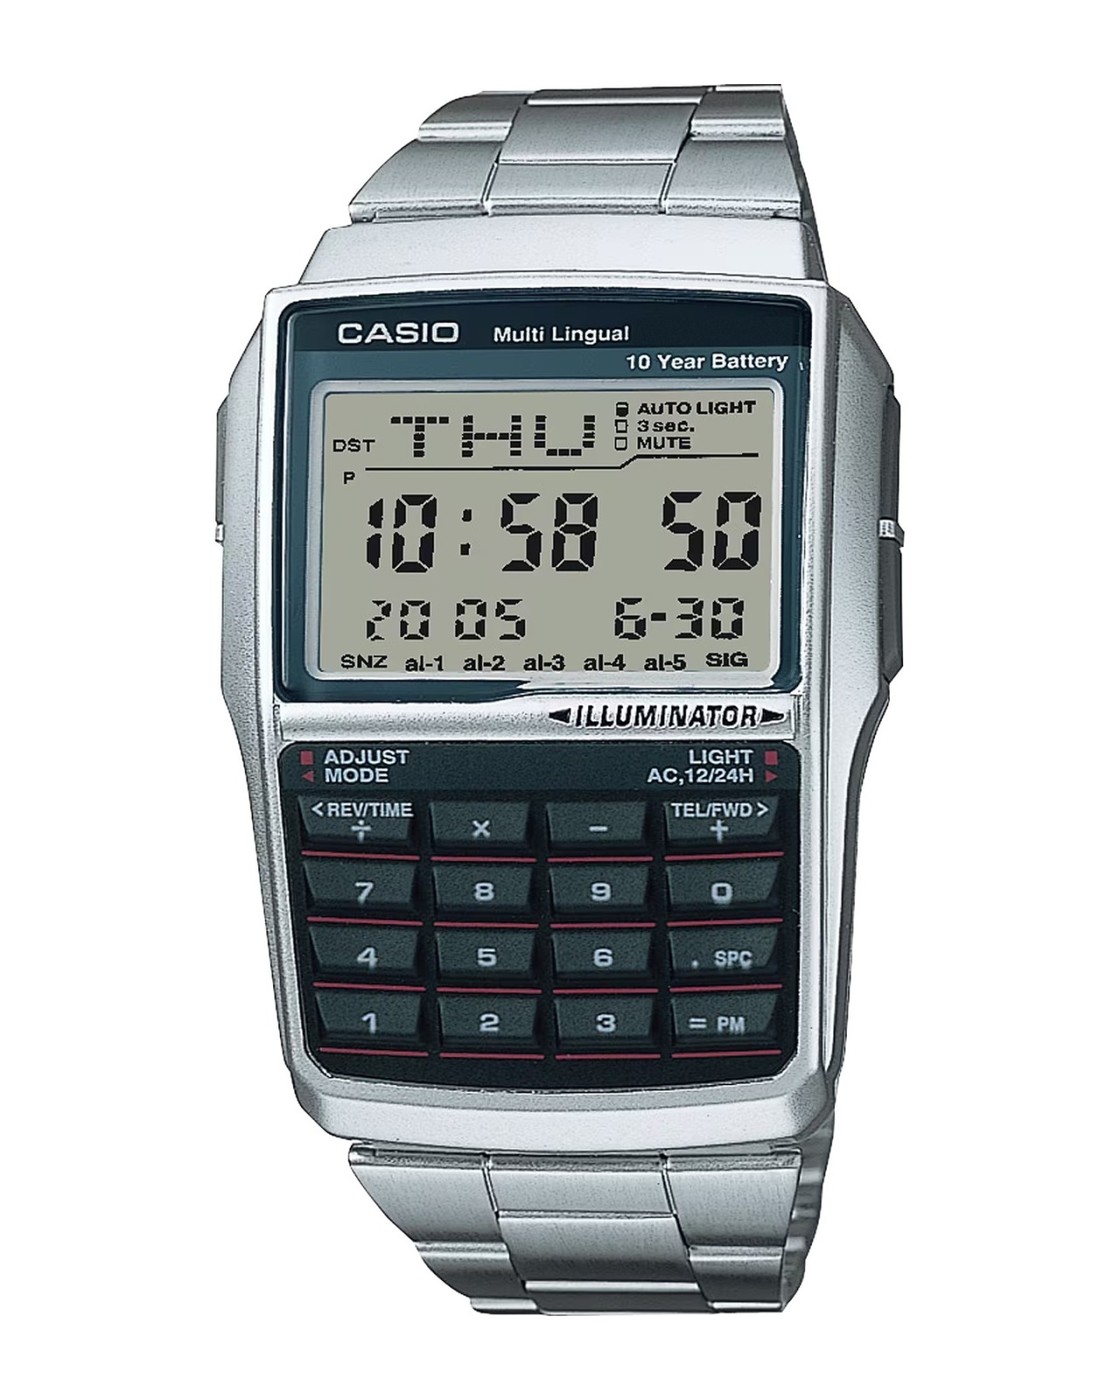 CASIO Multi Lingual
10 Year Battery
THU AUTO LIGHT
3 sec.
DST MUTE
P
10:58 50
20 05 6-30
SNZ al-1 al-2 al-3 al-4 al-5 SIG
ILLUMINATOR
ADJUST LIGHT
MODE AC,12/24H
<REV/TIME TEL/FWD>
÷ × − +
7 8 9 0
4 5 6 . SPC
1 2 3 = PM